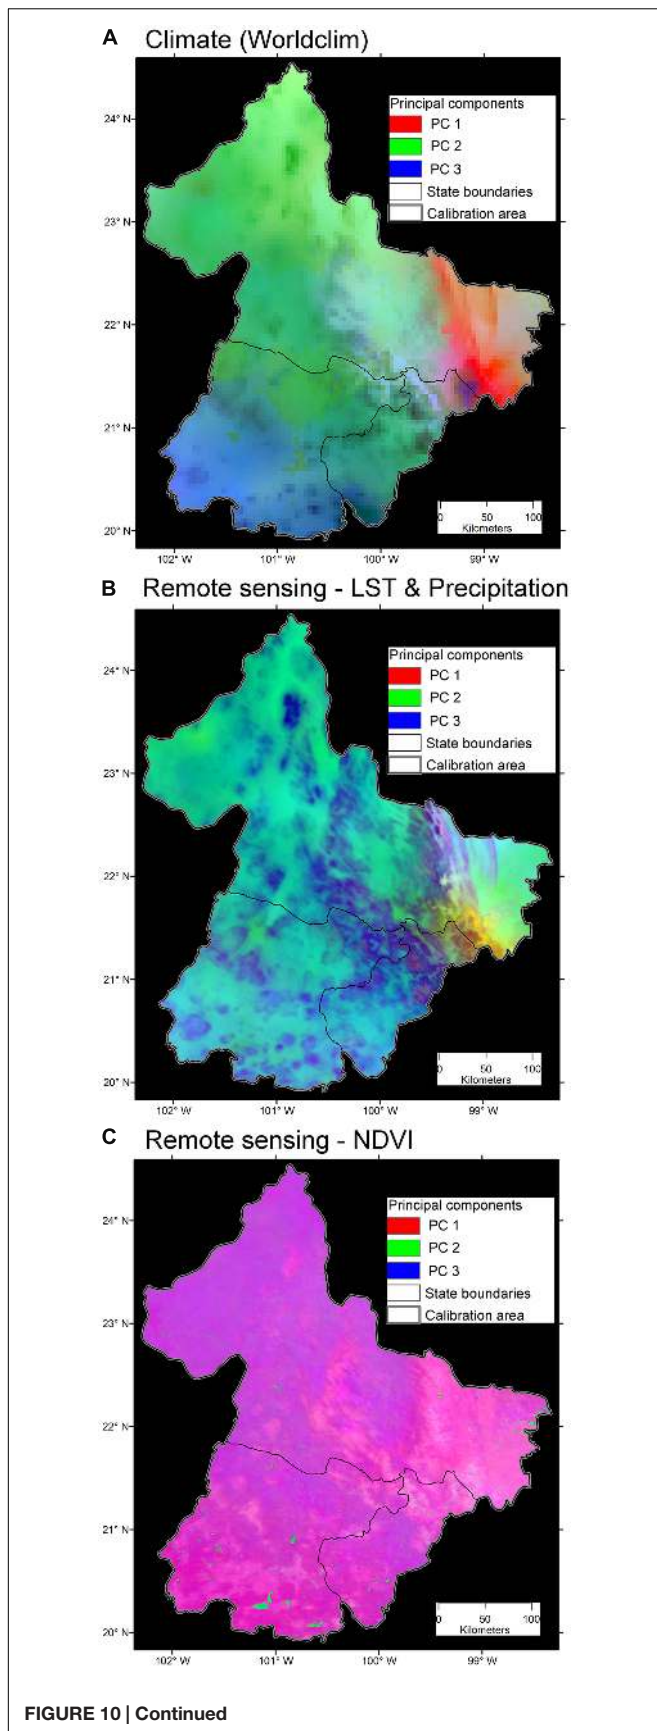 A Climate (Worldclim)
24° N
23° N
22° N
21° N
20° N
Principal components
PC 1
PC 2
PC 3
State boundaries
Calibration area
0 50 100
Kilometers
102° W 101° W 100° W 99° W
B Remote sensing - LST & Precipitation
24° N
23° N
22° N
21° N
20° N
Principal components
PC 1
PC 2
PC 3
State boundaries
Calibration area
0 50 100
Kilometers
102° W 101° W 100° W 99° W
C Remote sensing - NDVI
24° N
23° N
22° N
21° N
20° N
Principal components
PC 1
PC 2
PC 3
State boundaries
Calibration area
0 50 100
Kilometers
102° W 101° W 100° W 99° W
FIGURE 10 | Continued